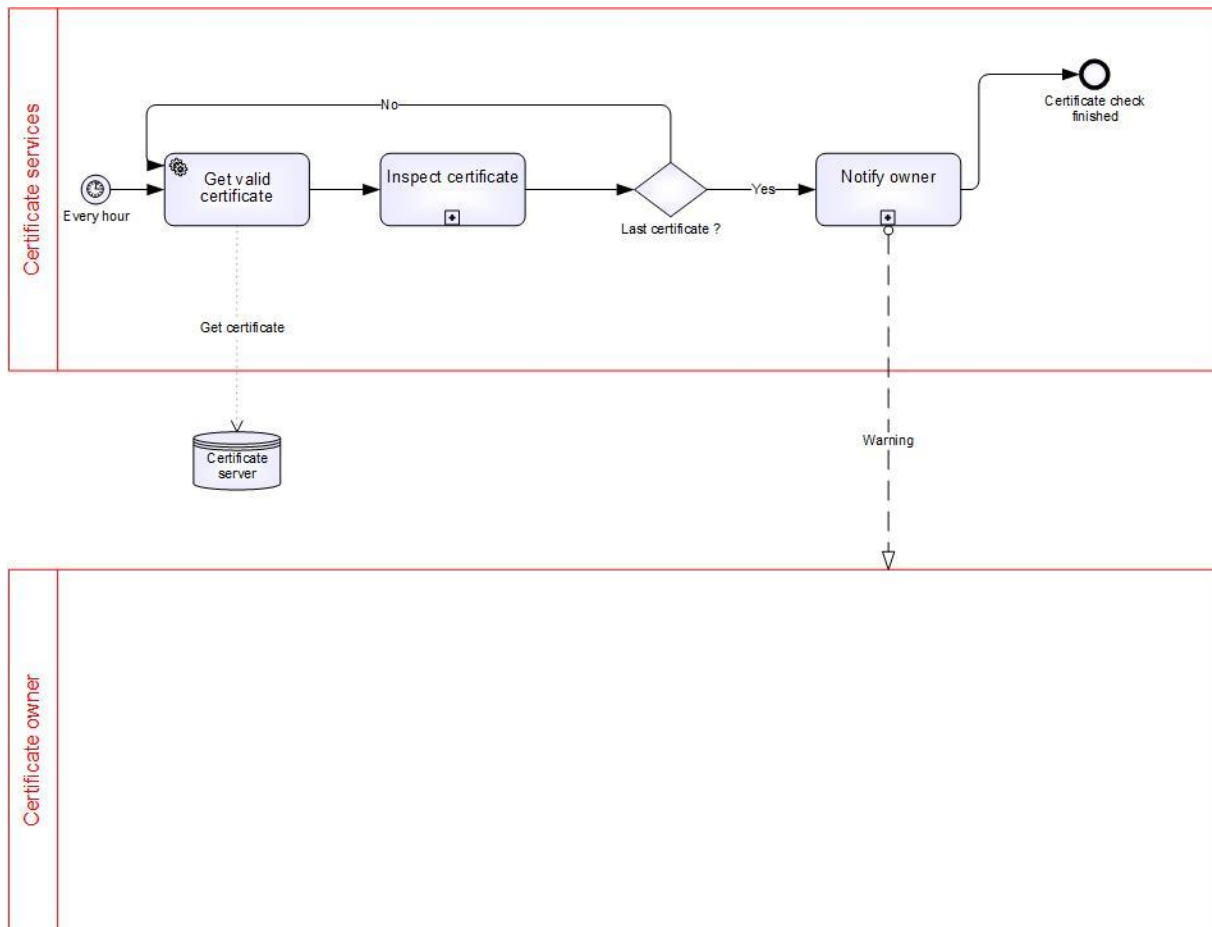 Certificate services
No
Every hour
Get valid
certificate
Inspect certificate
Last certificate ?
Yes
Notify owner
Certificate check
finished
Get certificate
Certificate
server
Warning
Certificate owner